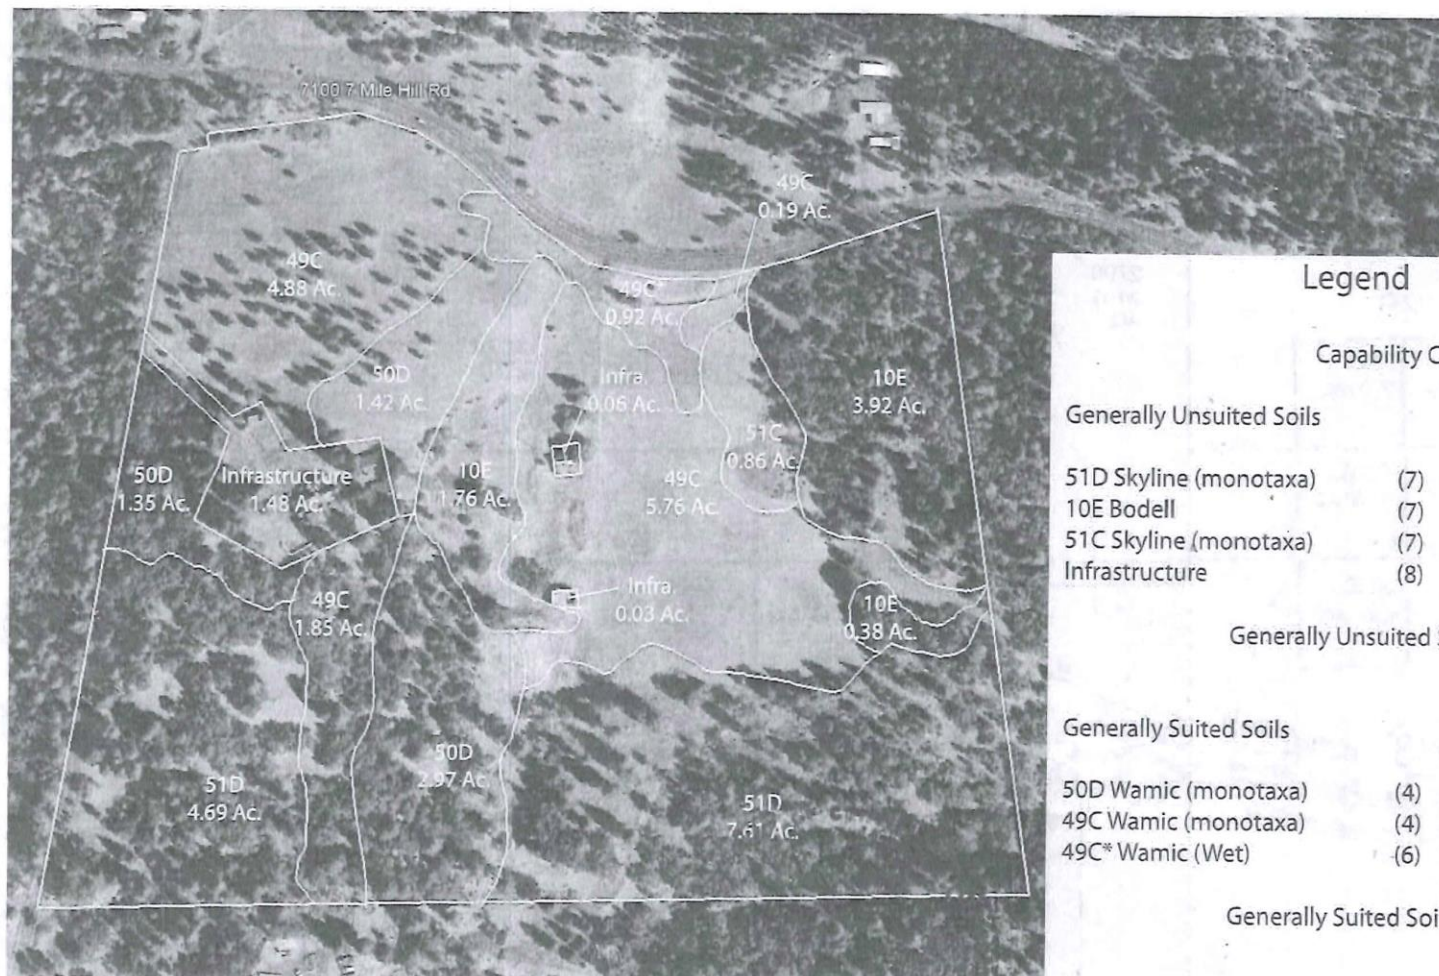 7100 7 Mile Hill Rd
49C
0.19 Ac.
49C
4.88 Ac.
49C*
0.92 Ac.
50D
1.42 Ac.
Infra.
0.06 Ac.
10E
3.92 Ac.
51C
0.86 Ac.
50D
1.35 Ac.
Infrastructure
1.48 Ac.
10E
1.76 Ac.
49C
5.76 Ac.
49C
1.85 Ac.
Infra.
0.03 Ac.
10E
0.38 Ac.
50D
2.97 Ac.
51D
4.69 Ac.
51D
7.61 Ac.
Legend
Capability C
Generally Unsuited Soils
51D Skyline (monotaxa) (7)
10E Bodell (7)
51C Skyline (monotaxa) (7)
Infrastructure (8)
Generally Unsuited
Generally Suited Soils
50D Wamic (monotaxa) (4)
49C Wamic (monotaxa) (4)
49C* Wamic (Wet) (6)
Generally Suited Soi